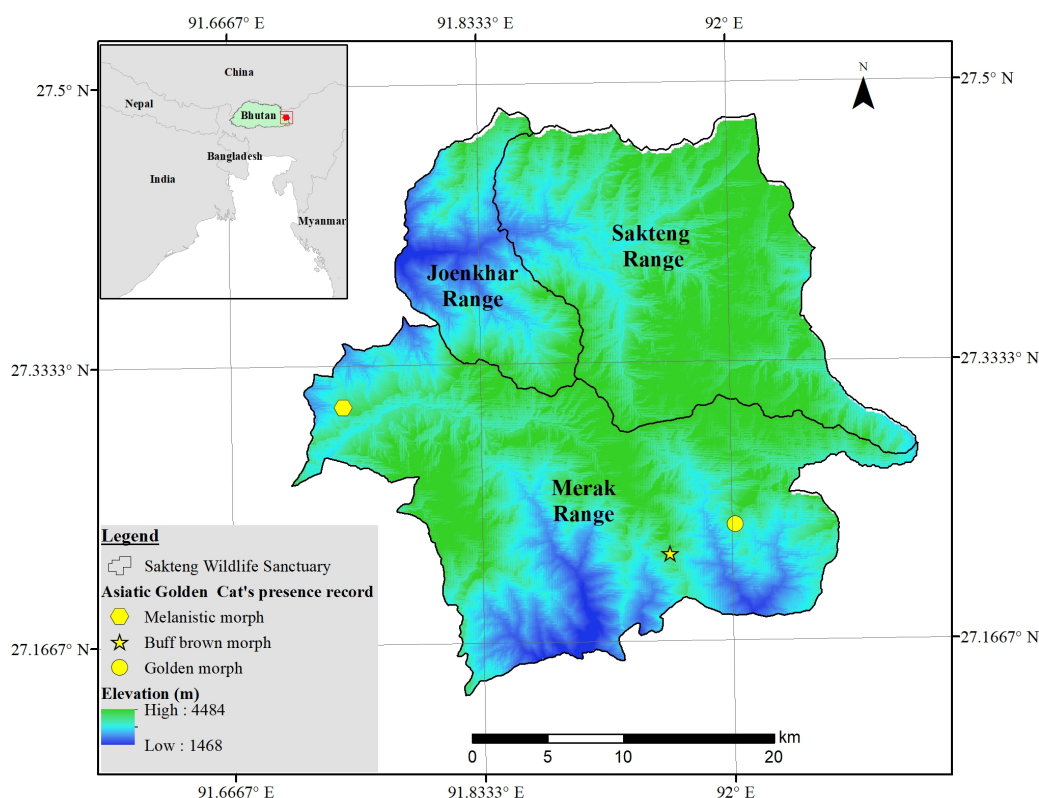 91.6667° E
91.8333° E
92° E
27.5° N
27.5° N
N
China
Nepal
Bhutan
Bangladesh
India
Myanmar
Sakteng
Range
Joenkhar
Range
27.3333° N
27.3333° N
Merak
Range
Legend
Sakteng Wildlife Sanctuary
Asiatic Golden Cat's presence record
Melanistic morph
Buff brown morph
Golden morph
Elevation (m)
High : 4484
Low : 1468
27.1667° N
27.1667° N
km
0 5 10 20
91.6667° E
91.8333° E
92° E